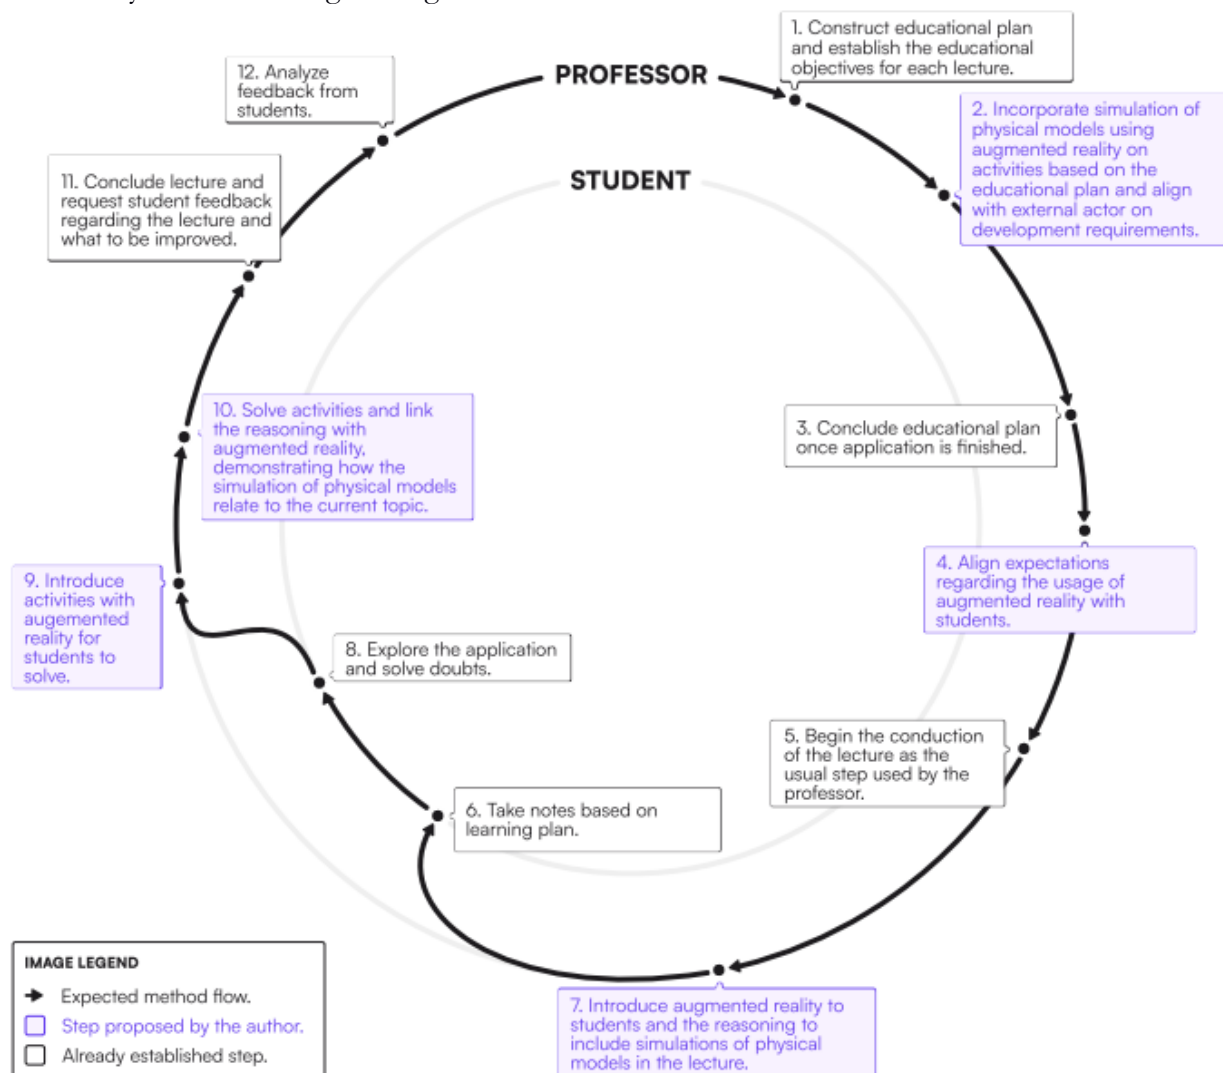 PROFESSOR
STUDENT
1. Construct educational plan
and establish the educational
objectives for each lecture.
2. Incorporate simulation of
physical models using
augmented reality on
activities based on the
educational plan and align
with external actor on
development requirements.
3. Conclude educational plan
once application is finished.
4. Align expectations
regarding the usage of
augmented reality with
students.
5. Begin the conduction
of the lecture as the
usual step used by the
professor.
6. Take notes based on
learning plan.
7. Introduce augmented reality to
students and the reasoning to
include simulations of physical
models in the lecture.
8. Explore the application
and solve doubts.
9. Introduce
activities with
augemented
reality for
students to
solve.
10. Solve activities and link
the reasoning with
augmented reality,
demonstrating how the
simulation of physical models
relate to the current topic.
11. Conclude lecture and
request student feedback
regarding the lecture and
what to be improved.
12. Analyze
feedback from
students.
IMAGE LEGEND
Expected method flow.
Step proposed by the author.
Already established step.